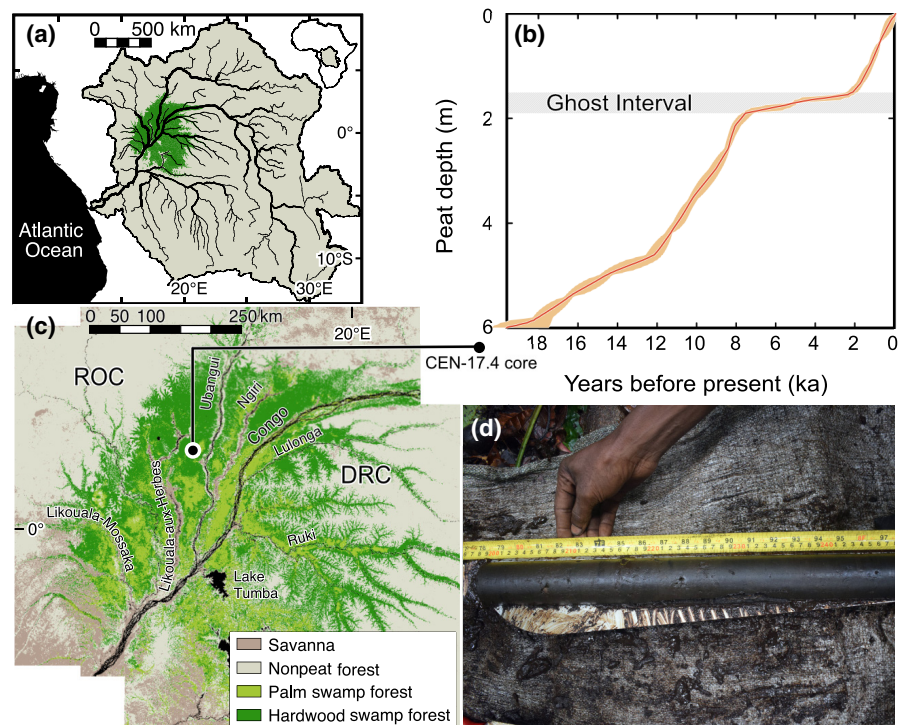 (a)
0 500 km
0°
Atlantic
Ocean
10°S
20°E
30°E
(b)
0
2
4
6
Peat depth (m)
Ghost Interval
18 16 14 12 10 8 6 4 2 0
Years before present (ka)
(c)
0 50 100 250 km
20°E
CEN-17.4 core
ROC
Ubangui
Ngiri
Congo
Lulonga
DRC
Likouala-Mossaka
Likouala-aux-Herbes
0°
Ruki
Lake
Tumba
Savanna
Nonpeat forest
Palm swamp forest
Hardwood swamp forest
(d)